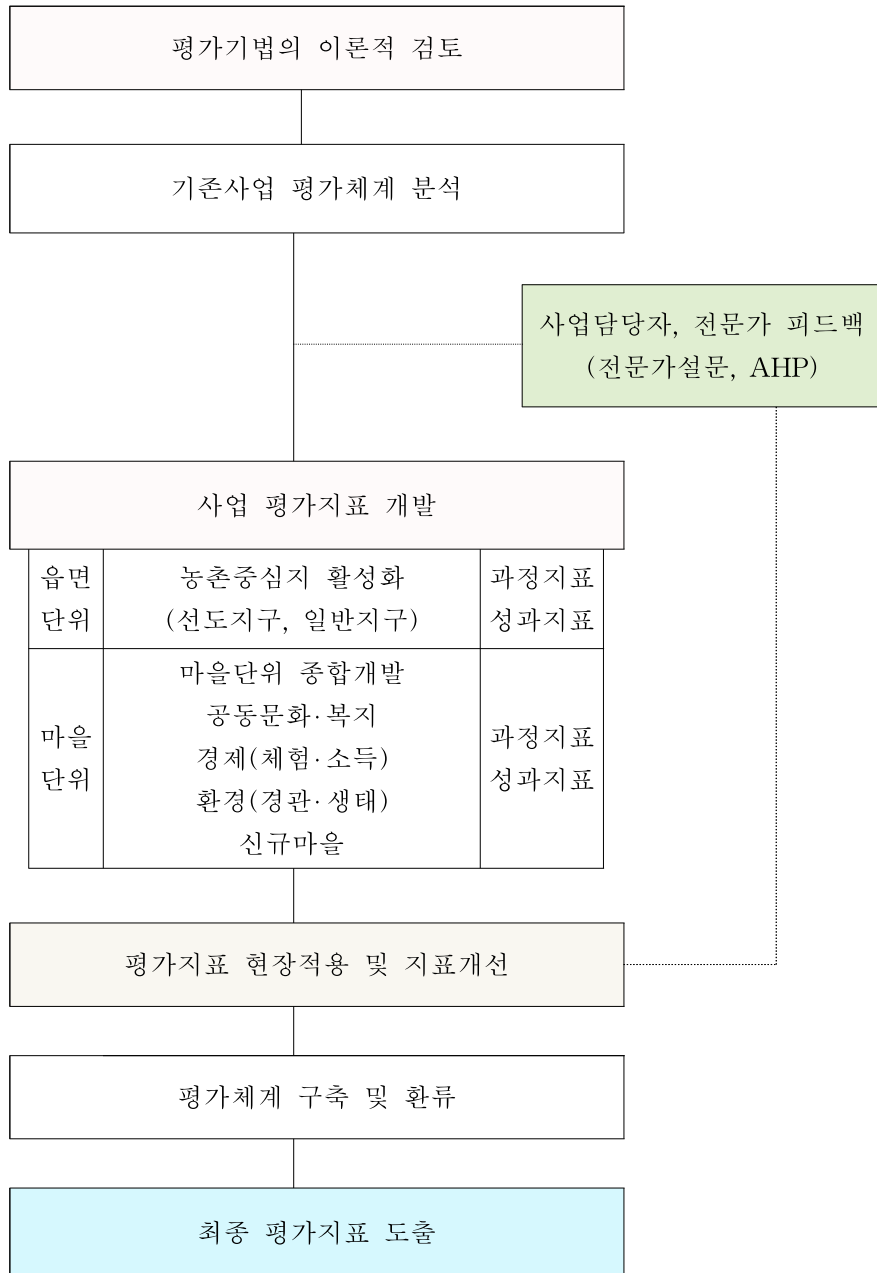 평가기법의 이론적 검토
기존사업 평가체계 분석
사업담당자, 전문가 피드백
(전문가설문, AHP)
사업 평가지표 개발
읍면
단위
농촌중심지 활성화
(선도지구, 일반지구)
과정지표
성과지표
마을
단위
마을단위 종합개발
공동문화·복지
경제(체험·소득)
환경(경관·생태)
신규마을
과정지표
성과지표
평가지표 현장적용 및 지표개선
평가체계 구축 및 환류
최종 평가지표 도출